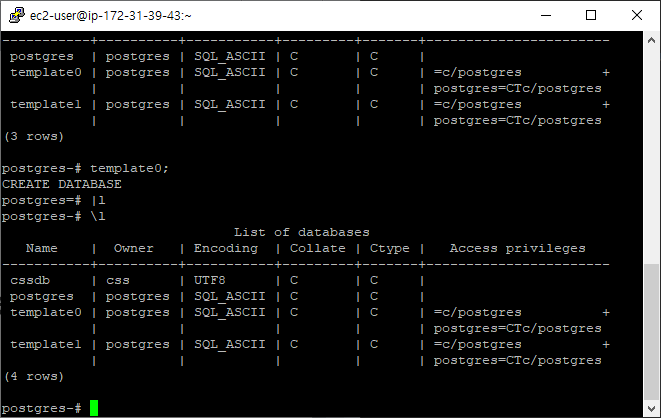 ec2-user@ip-172-31-39-43:~
-----------+----------+-----------+---------+-------+-----------------------
 postgres  | postgres | SQL_ASCII | C       | C     |
 template0 | postgres | SQL_ASCII | C       | C     | =c/postgres          +
           |          |           |         |       | postgres=CTc/postgres
 template1 | postgres | SQL_ASCII | C       | C     | =c/postgres          +
           |          |           |         |       | postgres=CTc/postgres
(3 rows)
postgres-# template0;
CREATE DATABASE
postgres=# |l
postgres-# \l
                             List of databases
   Name    |  Owner   | Encoding  | Collate | Ctype |   Access privileges
-----------+----------+-----------+---------+-------+-----------------------
 cssdb     | css      | UTF8      | C       | C     |
 postgres  | postgres | SQL_ASCII | C       | C     |
 template0 | postgres | SQL_ASCII | C       | C     | =c/postgres          +
           |          |           |         |       | postgres=CTc/postgres
 template1 | postgres | SQL_ASCII | C       | C     | =c/postgres          +
           |          |           |         |       | postgres=CTc/postgres
(4 rows)
postgres-#